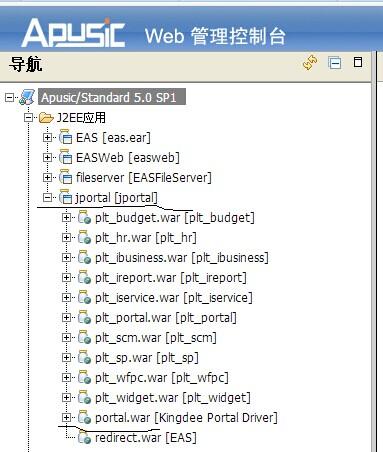 Apusic Web 管理控制台
导航
Apusic/Standard 5.0 SP1
J2EE应用
EAS [eas.ear]
EASWeb [easweb]
fileserver [EASFileServer]
jportal [jportal]
plt_budget.war [plt_budget]
plt_hr.war [plt_hr]
plt_ibusiness.war [plt_ibusiness]
plt_ireport.war [plt_ireport]
plt_iservice.war [plt_iservice]
plt_portal.war [plt_portal]
plt_scm.war [plt_scm]
plt_sp.war [plt_sp]
plt_wfpc.war [plt_wfpc]
plt_widget.war [plt_widget]
portal.war [Kingdee Portal Driver]
redirect.war [EAS]